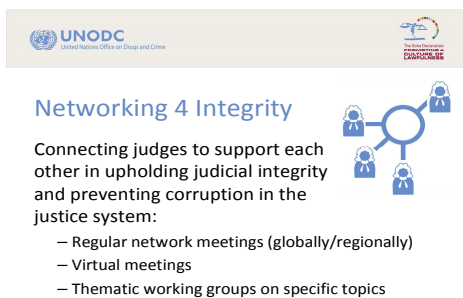 UNODC
United Nations Office on Drugs and Crime
The Doha Declaration:
PROMOTING A
CULTURE OF
LAWFULNESS
Networking 4 Integrity
Connecting judges to support each
other in upholding judicial integrity
and preventing corruption in the
justice system:
– Regular network meetings (globally/regionally)
– Virtual meetings
– Thematic working groups on specific topics